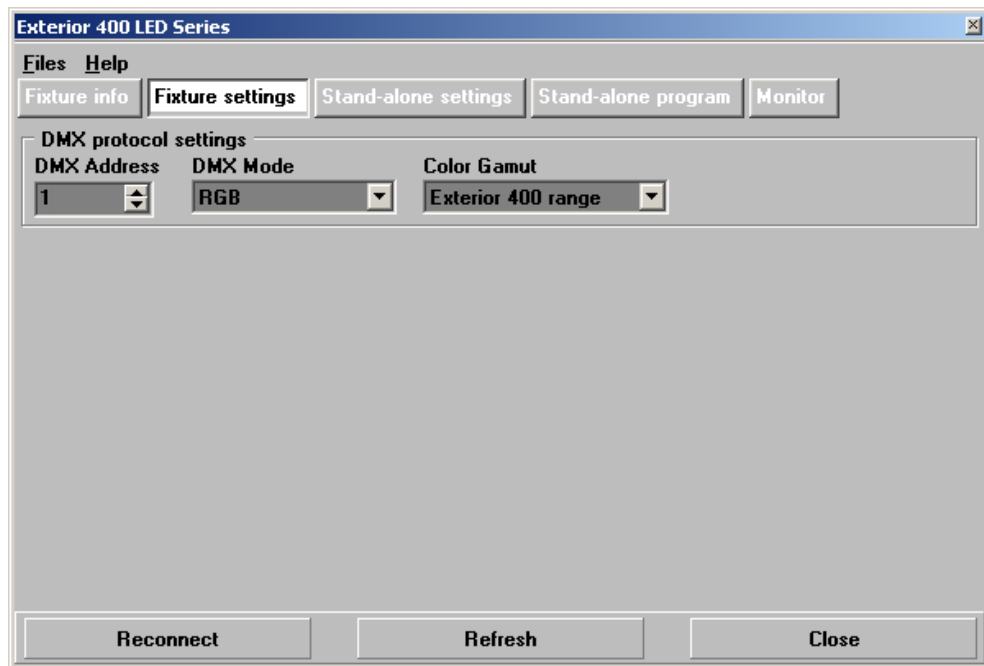 Exterior 400 LED Series
Files Help
Fixture info Fixture settings Stand-alone settings Stand-alone program Monitor
DMX protocol settings
DMX Address DMX Mode Color Gamut
1 RGB Exterior 400 range
Reconnect Refresh Close